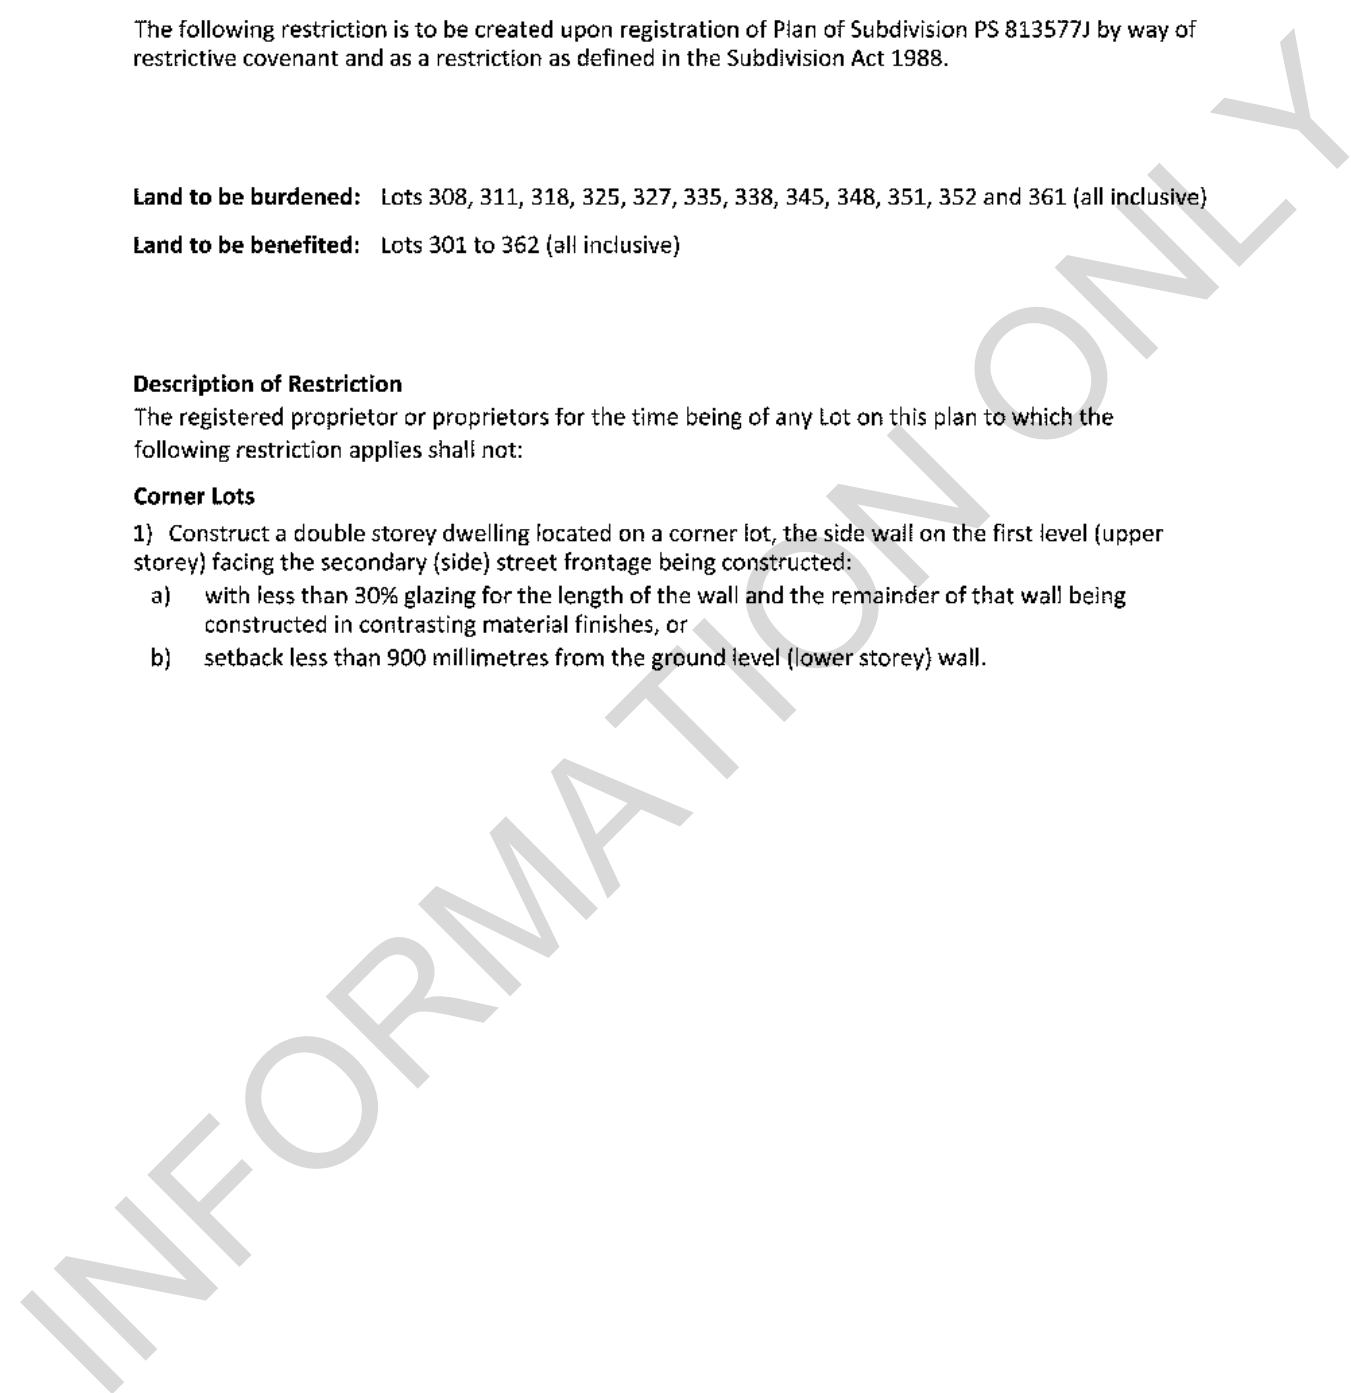 The following restriction is to be created upon registration of Plan of Subdivision PS 813577J by way of
restrictive covenant and as a restriction as defined in the Subdivision Act 1988.
Land to be burdened: Lots 308, 311, 318, 325, 327, 335, 338, 345, 348, 351, 352 and 361 (all inclusive)
Land to be benefited: Lots 301 to 362 (all inclusive)
Description of Restriction
The registered proprietor or proprietors for the time being of any Lot on this plan to which the
following restriction applies shall not:
Corner Lots
1) Construct a double storey dwelling located on a corner lot, the side wall on the first level (upper
storey) facing the secondary (side) street frontage being constructed:
a) with less than 30% glazing for the length of the wall and the remainder of that wall being
constructed in contrasting material finishes, or
b) setback less than 900 millimetres from the ground level (lower storey) wall.
INFORMATION ONLY